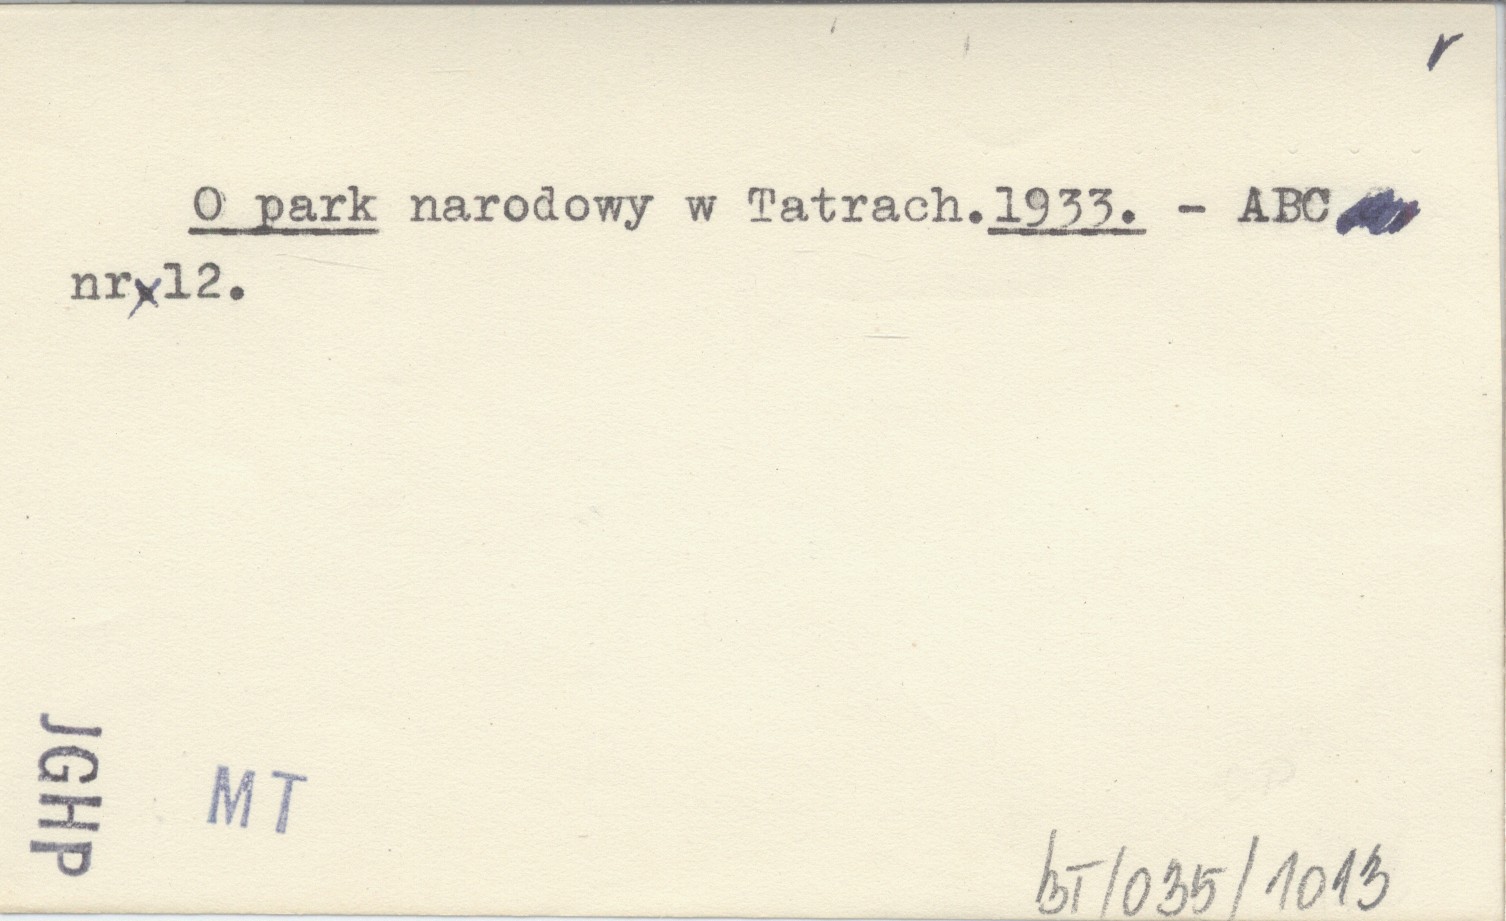 r
O park narodowy w Tatrach.1933. - ABC
nr 12.
JGHP
MT
bT/035/1013